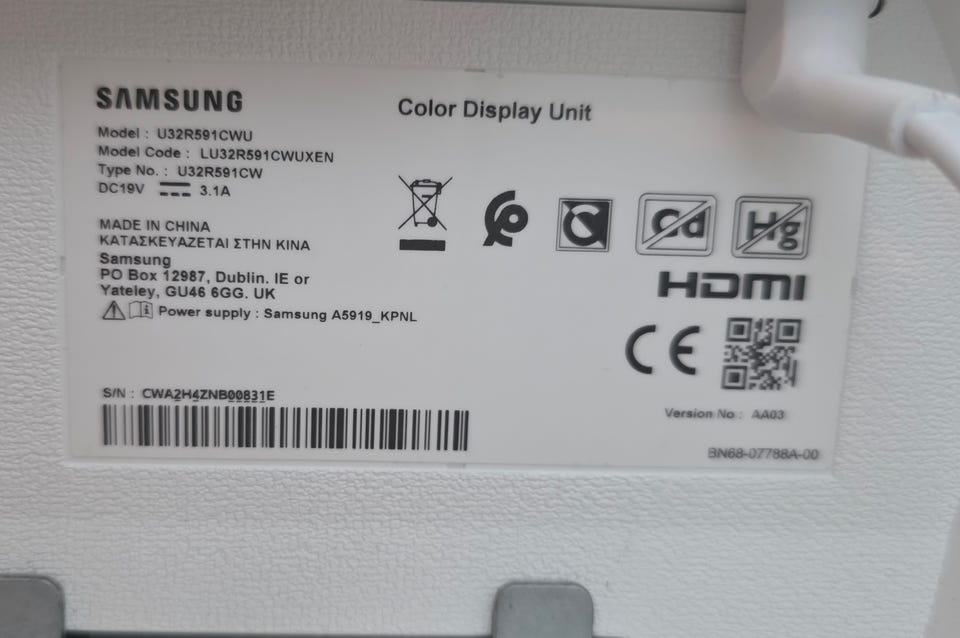 SAMSUNG
Color Display Unit
Model : U32R591CWU
Model Code : LU32R591CWUXEN
Type No. : U32R591CW
DC19V 3.1A
MADE IN CHINA
ΚΑΤΑΣΚΕΥΑΖΕΤΑΙ ΣΤΗΝ ΚΙΝΑ
Samsung
PO Box 12987, Dublin. IE or
Yateley, GU46 6GG. UK
Power supply : Samsung A5919_KPNL
Cd
Hg
HDMI
CE
S/N : CWA2H4ZNB00831E
Version No : AA03
BN68-07788A-00